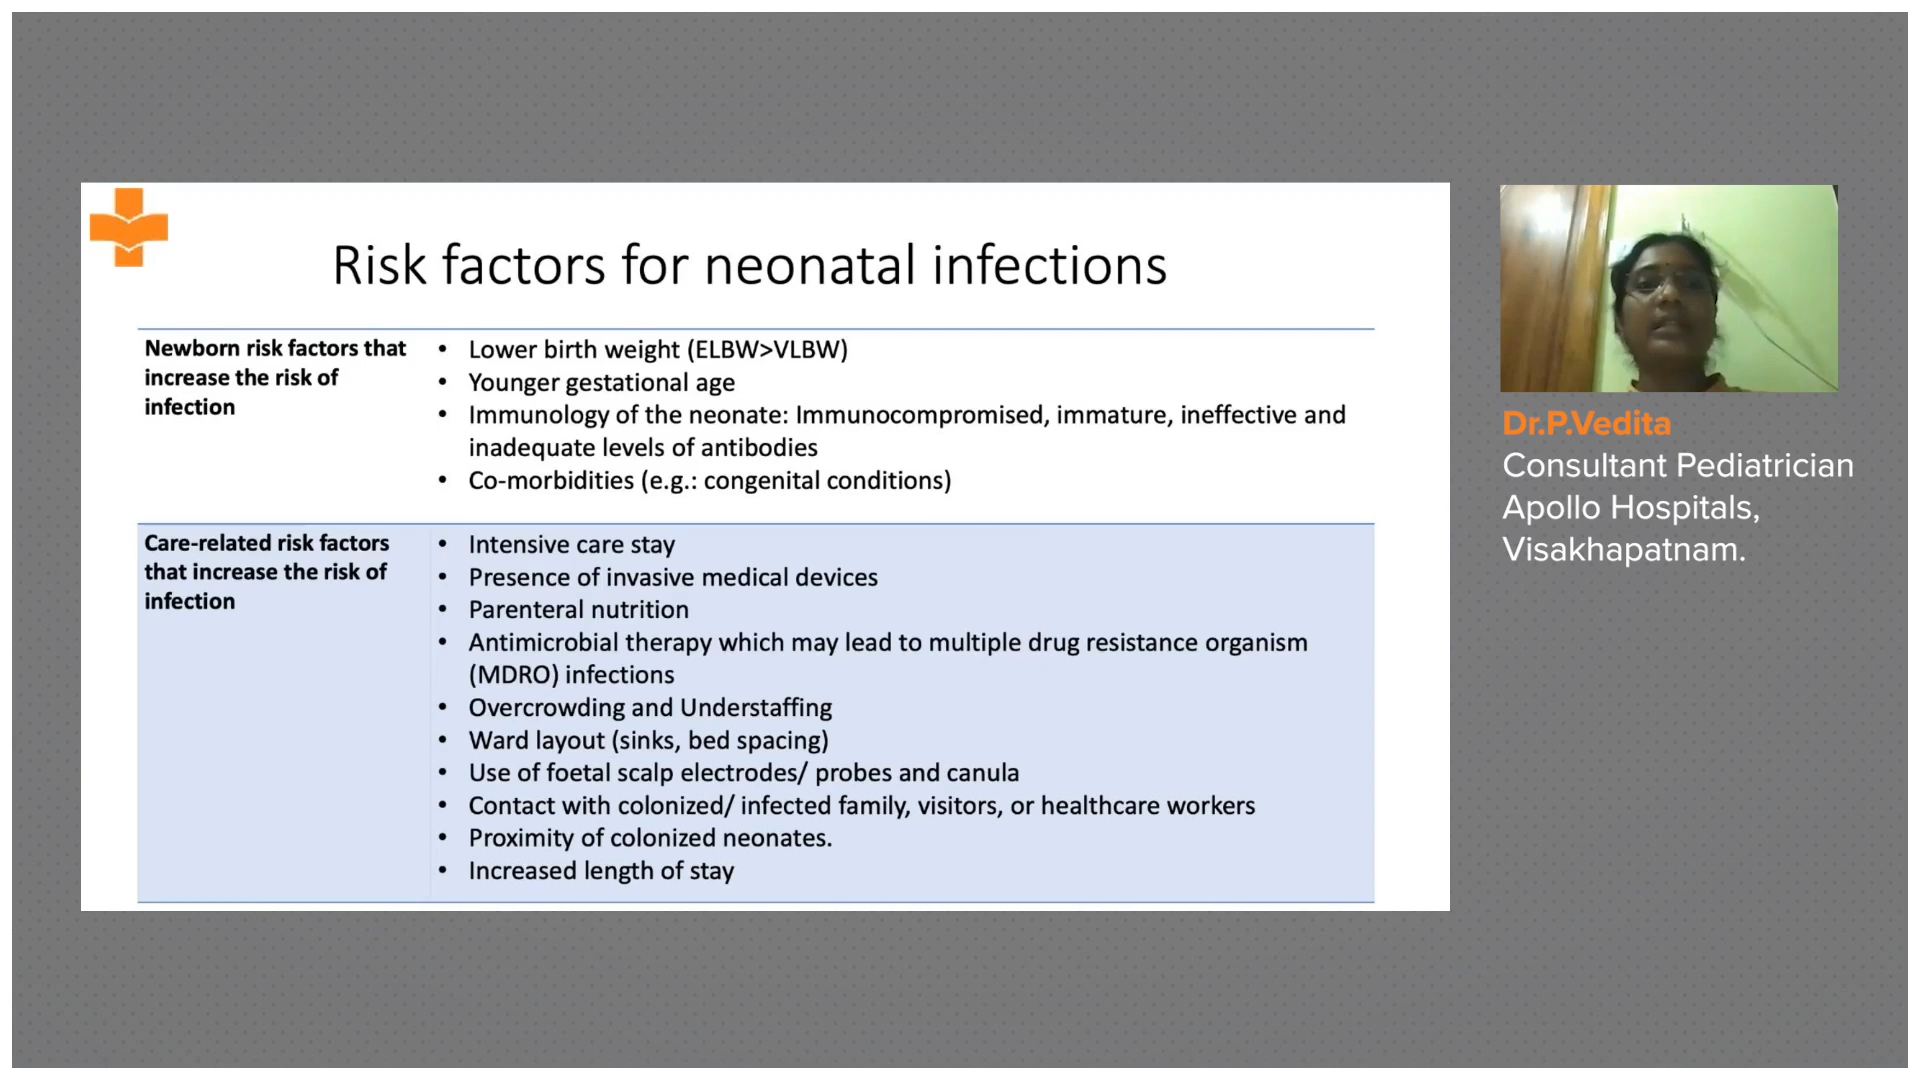 Risk factors for neonatal infections
Newborn risk factors that
increase the risk of
infection
• Lower birth weight (ELBW>VLBW)
• Younger gestational age
• Immunology of the neonate: Immunocompromised, immature, ineffective and
inadequate levels of antibodies
• Co-morbidities (e.g.: congenital conditions)
Care-related risk factors
that increase the risk of
infection
• Intensive care stay
• Presence of invasive medical devices
• Parenteral nutrition
• Antimicrobial therapy which may lead to multiple drug resistance organism
(MDRO) infections
• Overcrowding and Understaffing
• Ward layout (sinks, bed spacing)
• Use of foetal scalp electrodes/ probes and canula
• Contact with colonized/ infected family, visitors, or healthcare workers
• Proximity of colonized neonates.
• Increased length of stay
Dr.P.Vedita
Consultant Pediatrician
Apollo Hospitals,
Visakhapatnam.